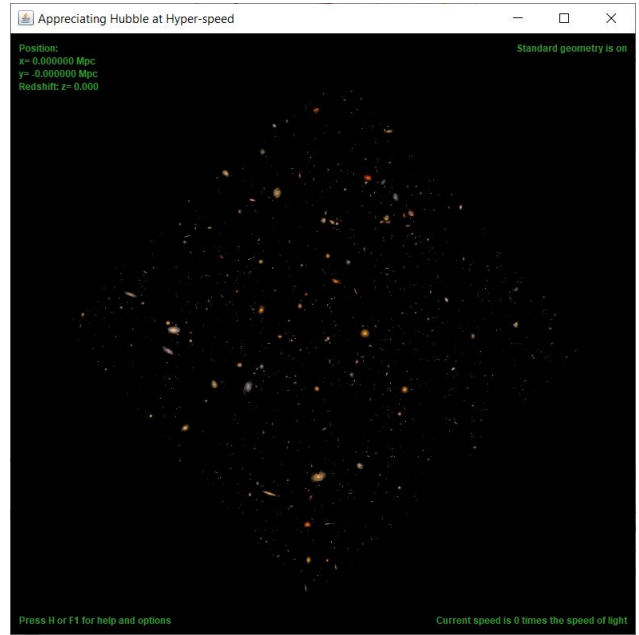 Appreciating Hubble at Hyper-speed
Position:
x= 0.000000 Mpc
y= -0.000000 Mpc
Redshift: z= 0.000
Standard geometry is on
Press H or F1 for help and options
Current speed is 0 times the speed of light